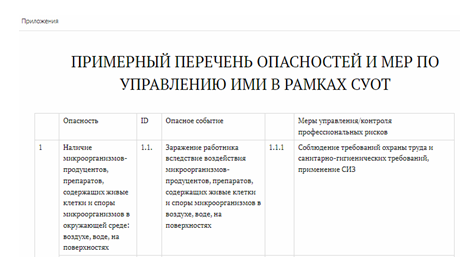 Приложения
ПРИМЕРНЫЙ ПЕРЕЧЕНЬ ОПАСНОСТЕЙ И МЕР ПО
УПРАВЛЕНИЮ ИМИ В РАМКАХ СУОТ
Опасность
ID
Опасное событие
Меры управления/контроля
профессиональных рисков
1
Наличие
микроорганизмов-
продуцентов,
препаратов,
содержащих живые
клетки и споры
микроорганизмов в
окружающей среде:
воздухе, воде, на
поверхностях
1.1.
Заражение работника
вследствие воздействия
микроорганизмов-
продуцентов, препаратов,
содержащих живые клетки
и споры микроорганизмов в
воздухе, воде, на
поверхностях
1.1.1
Соблюдение требований охраны труда и
санитарно-гигиенических требований,
применение СИЗ